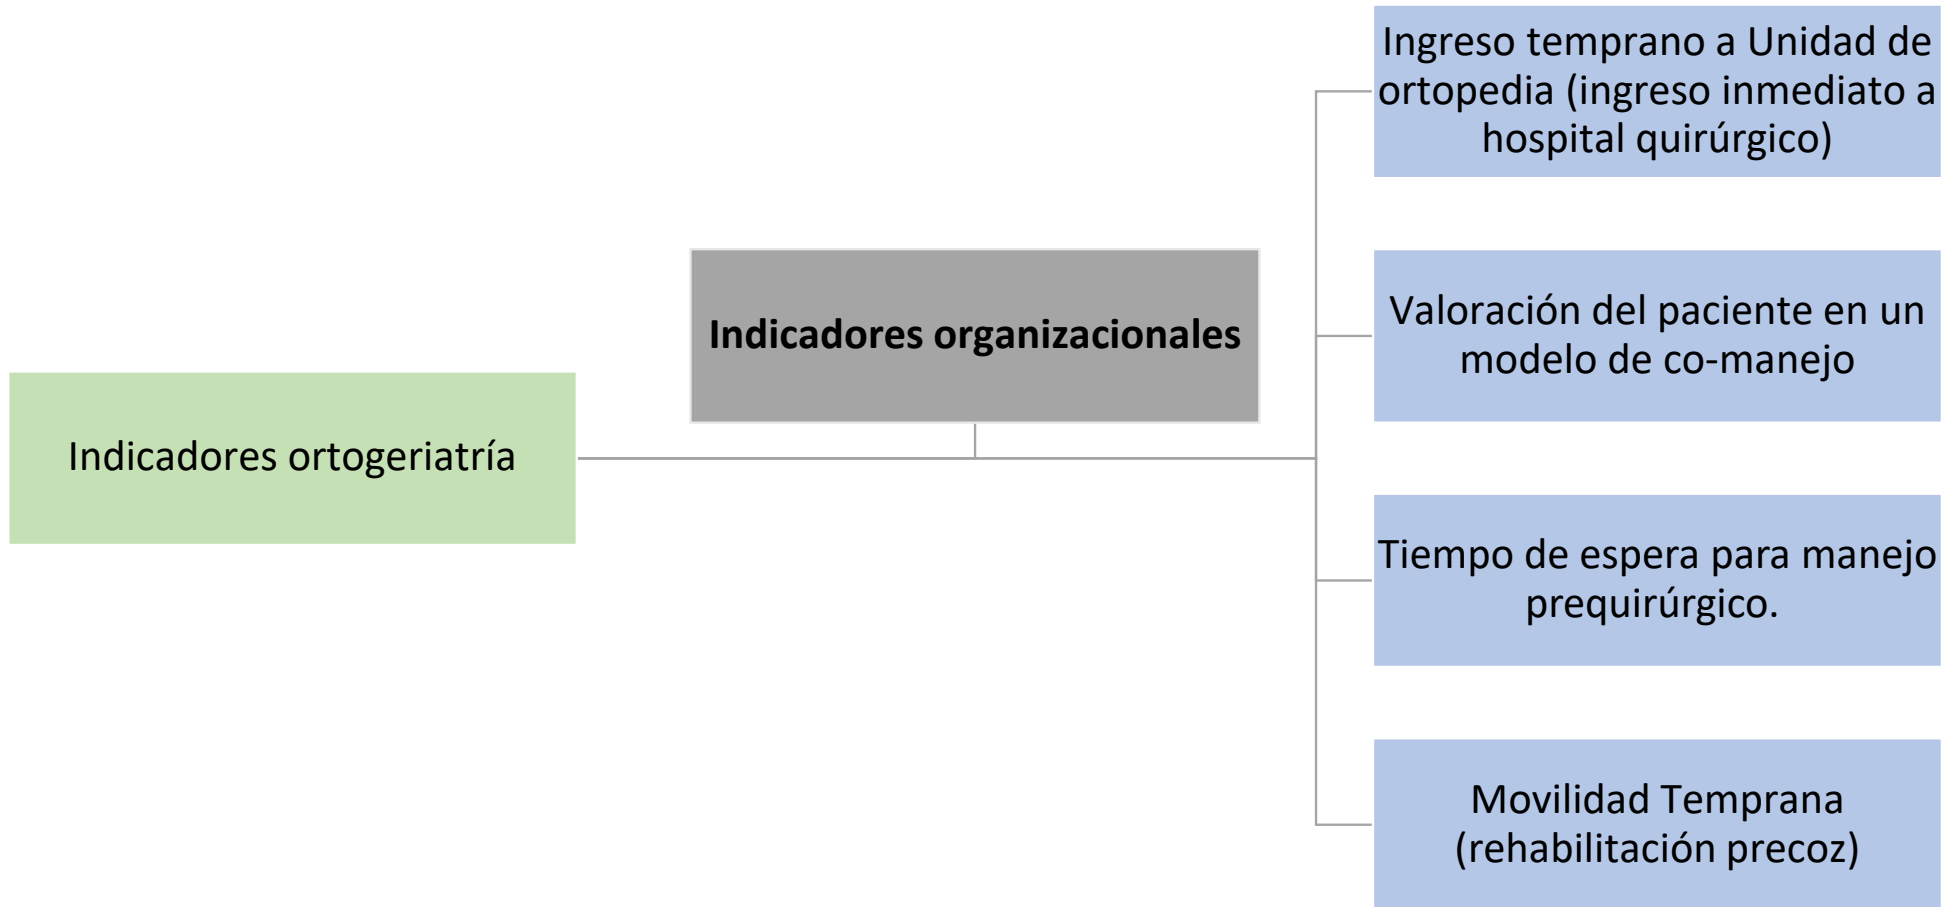 Indicadores ortogeriatría
Indicadores organizacionales
Ingreso temprano a Unidad de
ortopedia (ingreso inmediato a
hospital quirúrgico)
Valoración del paciente en un
modelo de co-manejo
Tiempo de espera para manejo
prequirúrgico.
Movilidad Temprana
(rehabilitación precoz)